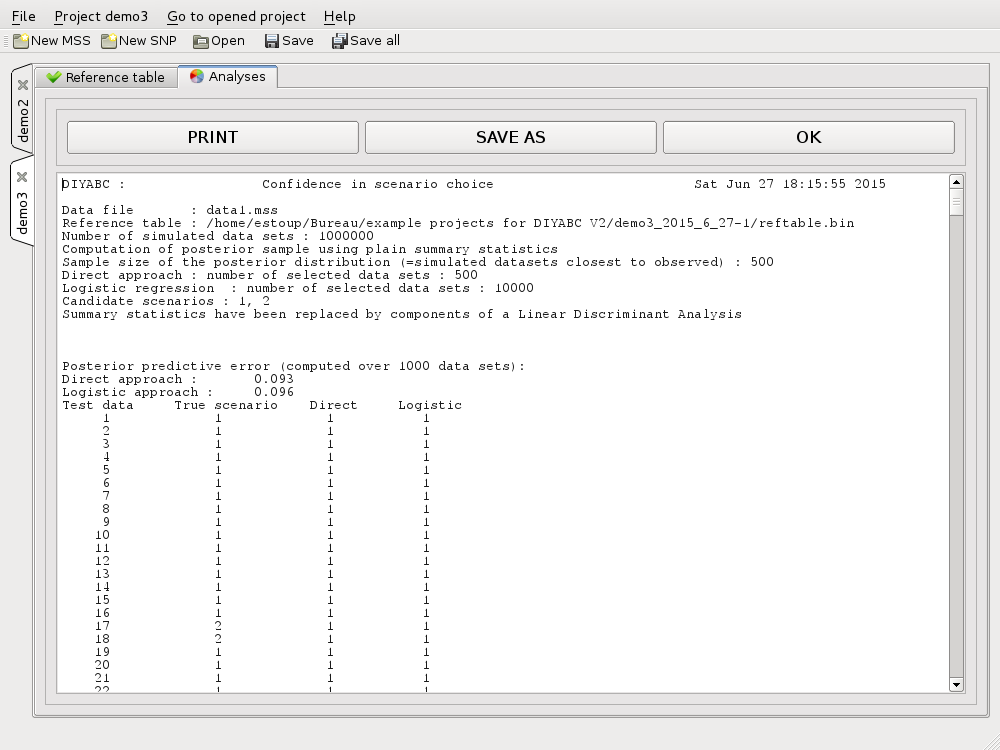 File Project demo3 Go to opened project Help
New MSS New SNP Open Save Save all
demo2
demo3
Reference table Analyses
PRINT SAVE AS OK
DIYABC : Confidence in scenario choice Sat Jun 27 18:15:55 2015
Data file : data1.mss
Reference table : /home/estoup/Bureau/example projects for DIYABC V2/demo3_2015_6_27-1/reftable.bin
Number of simulated data sets : 1000000
Computation of posterior sample using plain summary statistics
Sample size of the posterior distribution (=simulated datasets closest to observed) : 500
Direct approach : number of selected data sets : 500
Logistic regression  : number of selected data sets : 10000
Candidate scenarios : 1, 2
Summary statistics have been replaced by components of a Linear Discriminant Analysis
Posterior predictive error (computed over 1000 data sets):
Direct approach : 0.093
Logistic approach : 0.096
Test data True scenario Direct Logistic
1 1 1 1
2 1 1 1
3 1 1 1
4 1 1 1
5 1 1 1
6 1 1 1
7 1 1 1
8 1 1 1
9 1 1 1
10 1 1 1
11 1 1 1
12 1 1 1
13 1 1 1
14 1 1 1
15 1 1 1
16 1 1 1
17 2 1 1
18 2 1 1
19 1 1 1
20 1 1 1
21 1 1 1
22 1 1 1